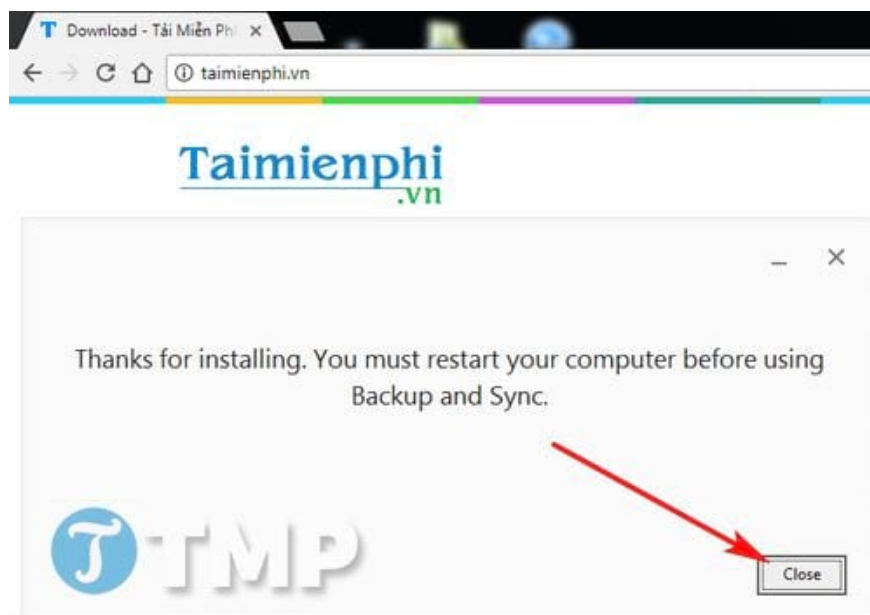 T Download - Tải Miễn Ph
taimienphi.vn
Taimienphi
.vn
Thanks for installing. You must restart your computer before using
Backup and Sync.
TMP
Close